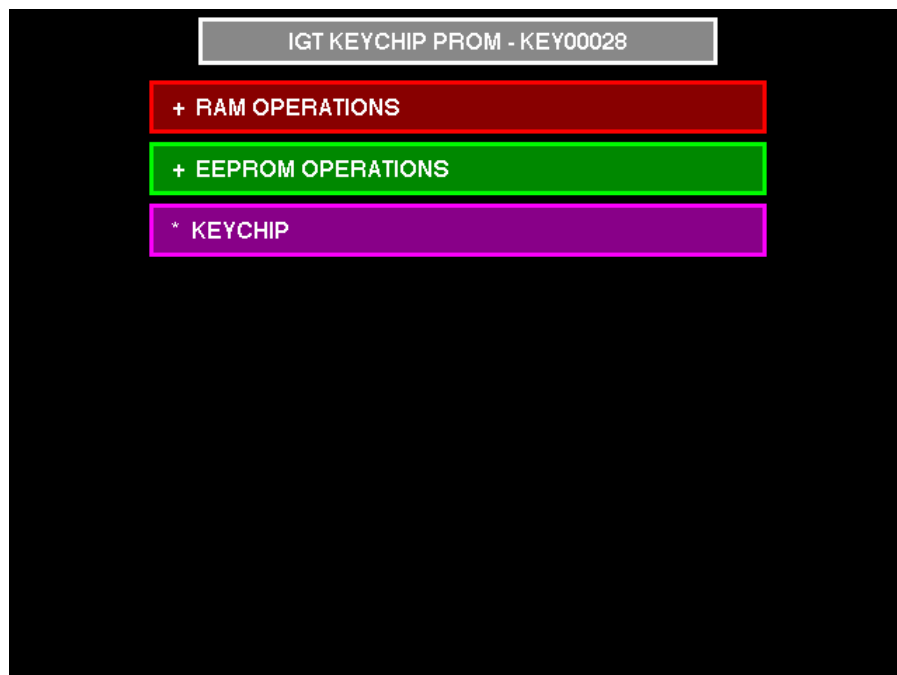 IGT KEYCHIP PROM - KEY00028
+ RAM OPERATIONS
+ EEPROM OPERATIONS
* KEYCHIP